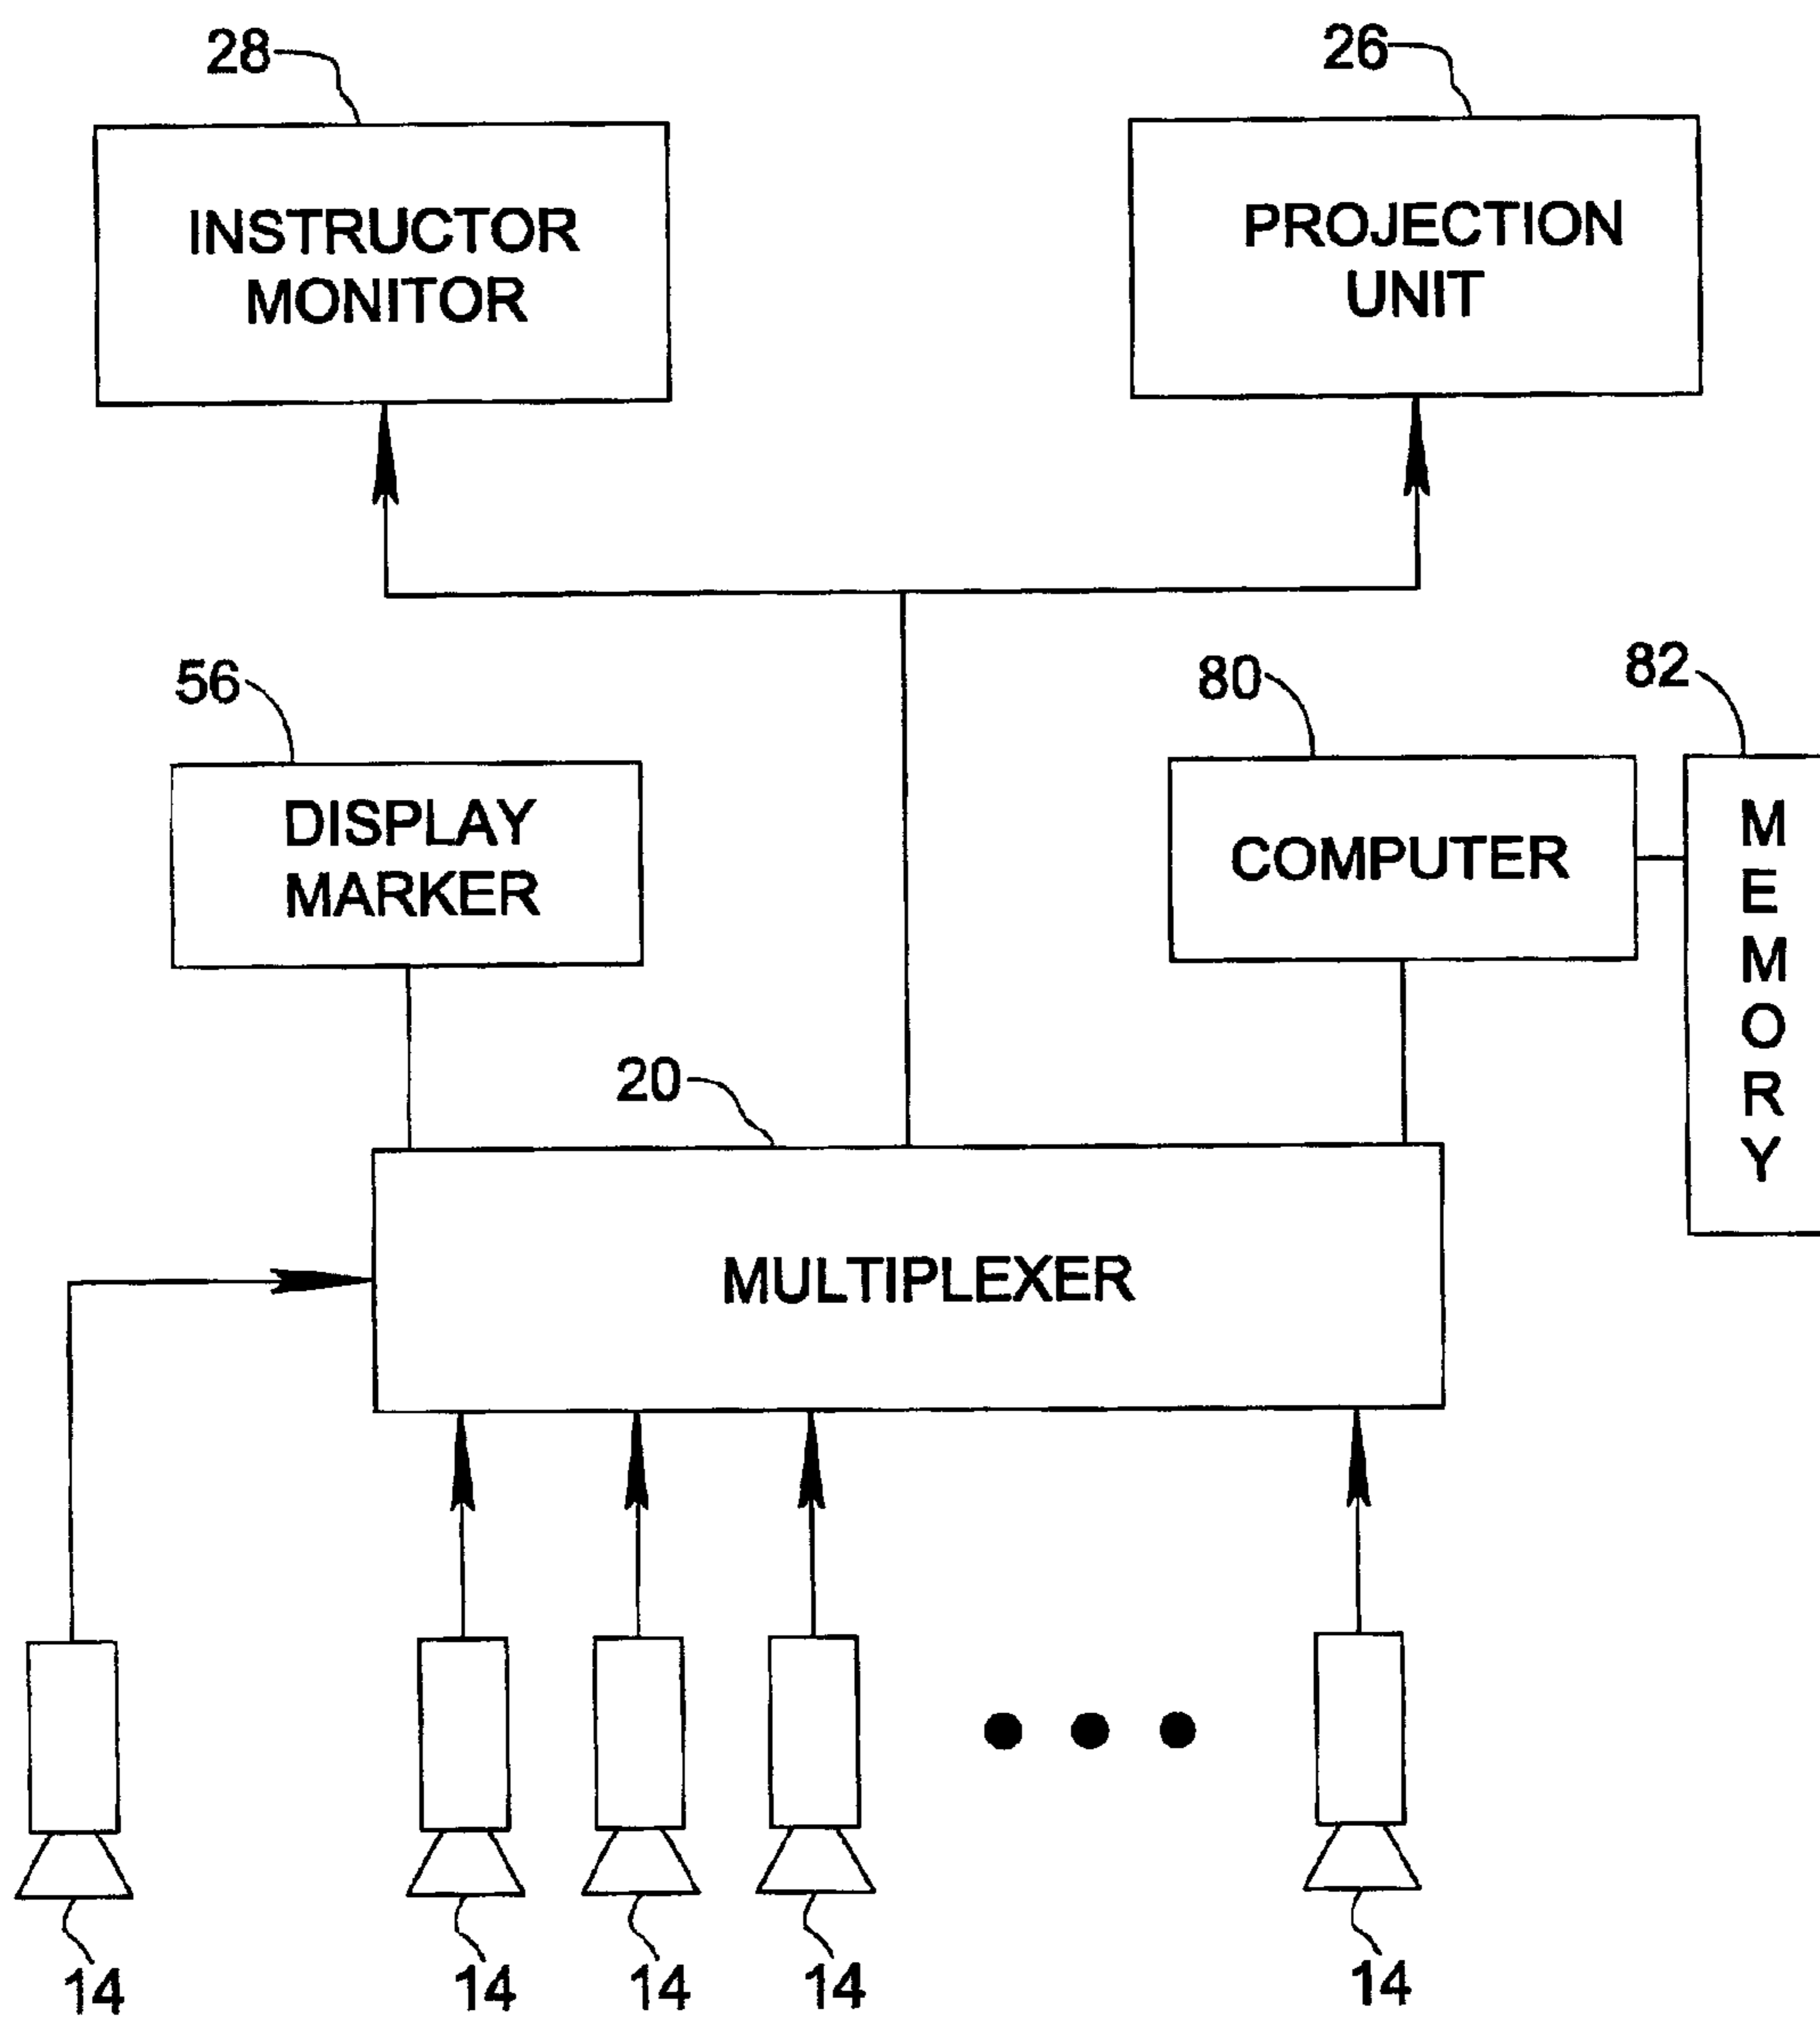 28
26
INSTRUCTOR
MONITOR
PROJECTION
UNIT
56
80
82
DISPLAY
MARKER
COMPUTER
M
E
M
O
R
Y
20
MULTIPLEXER
14
14
14
14
14